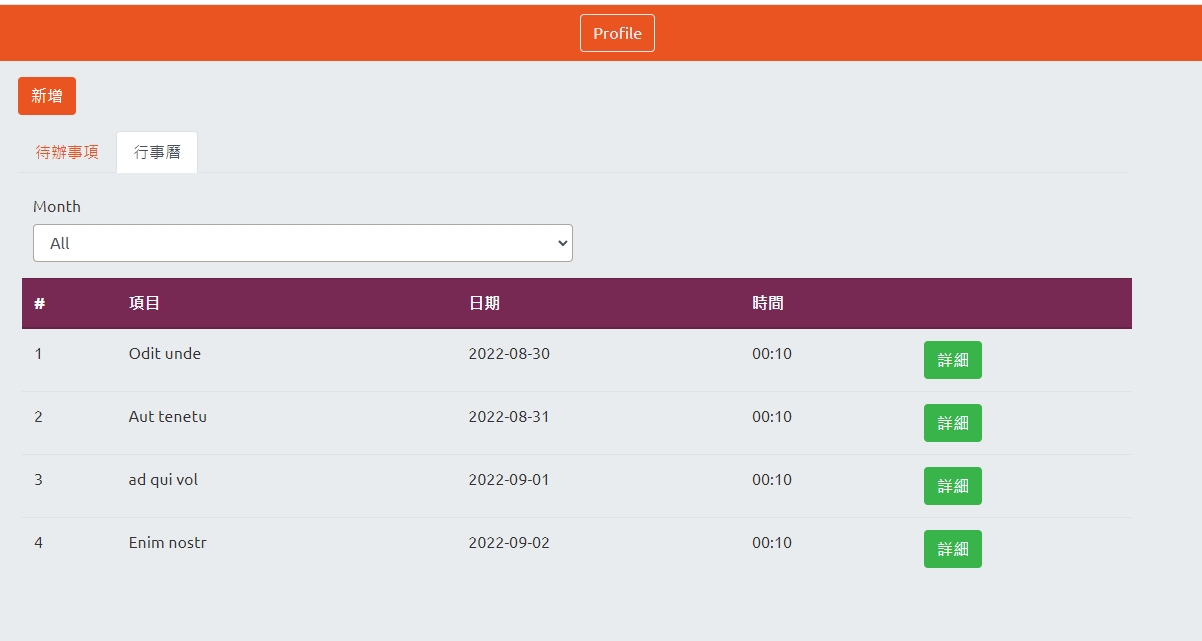 Profile
新增
待辦事項 行事曆
Month
All
# 項目 日期 時間
1 Odit unde 2022-08-30 00:10 詳細
2 Aut tenetu 2022-08-31 00:10 詳細
3 ad qui vol 2022-09-01 00:10 詳細
4 Enim nostr 2022-09-02 00:10 詳細